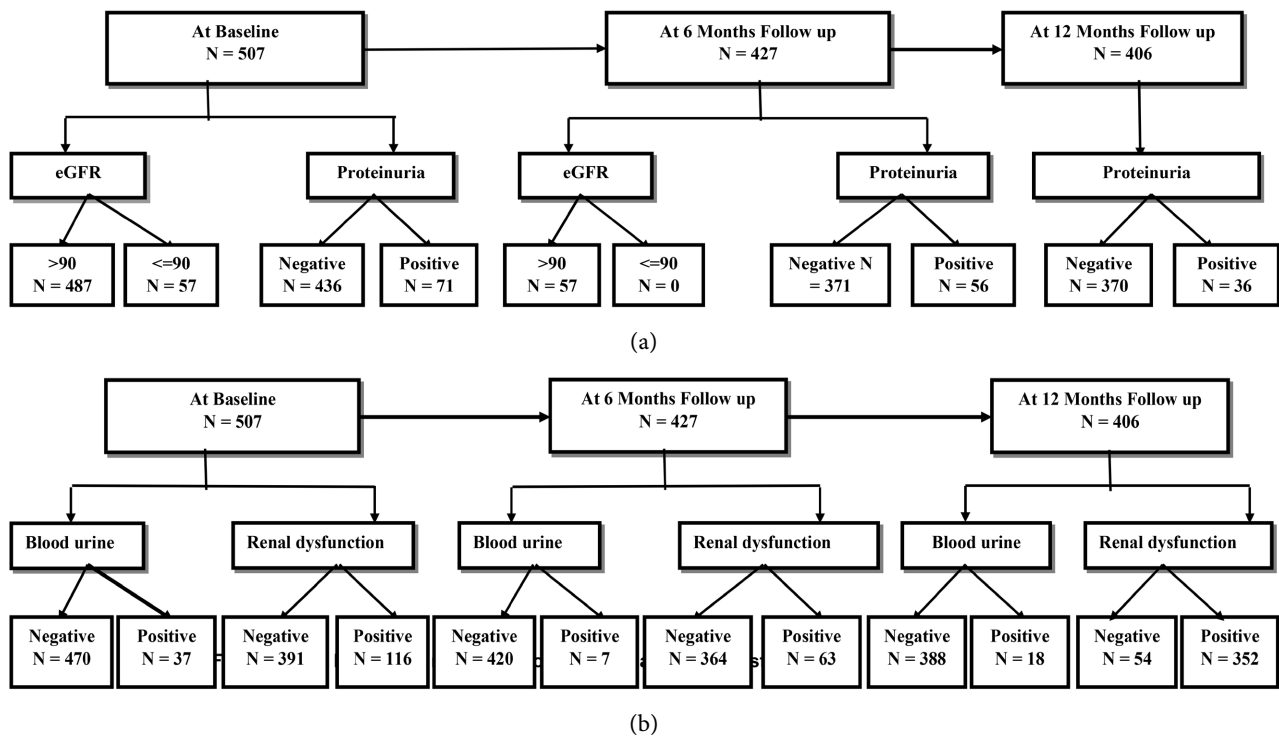 At Baseline
N = 507
At 6 Months Follow up
N = 427
At 12 Months Follow up
N = 406
eGFR
Proteinuria
eGFR
Proteinuria
Proteinuria
>90
N = 487
<=90
N = 57
Negative
N = 436
Positive
N = 71
>90
N = 57
<=90
N = 0
Negative N
= 371
Positive
N = 56
Negative
N = 370
Positive
N = 36
(a)
At Baseline
N = 507
At 6 Months Follow up
N = 427
At 12 Months Follow up
N = 406
Blood urine
Renal dysfunction
Blood urine
Renal dysfunction
Blood urine
Renal dysfunction
Negative
N = 470
Positive
N = 37
Negative
N = 391
Positive
N = 116
Negative
N = 420
Positive
N = 7
Negative
N = 364
Positive
N = 63
Negative
N = 388
Positive
N = 18
Negative
N = 54
Positive
N = 352
(b)